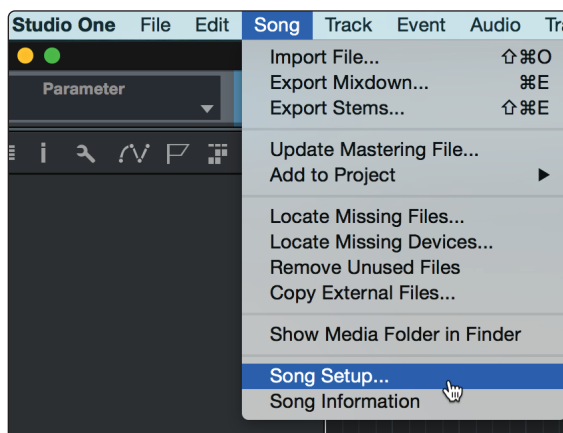 Studio One File Edit Song Track Event Audio
Parameter
Import File... ⇧⌘O
Export Mixdown... ⌘E
Export Stems... ⇧⌘E
Update Mastering File...
Add to Project
Locate Missing Files...
Locate Missing Devices...
Remove Unused Files
Copy External Files...
Show Media Folder in Finder
Song Setup...
Song Information